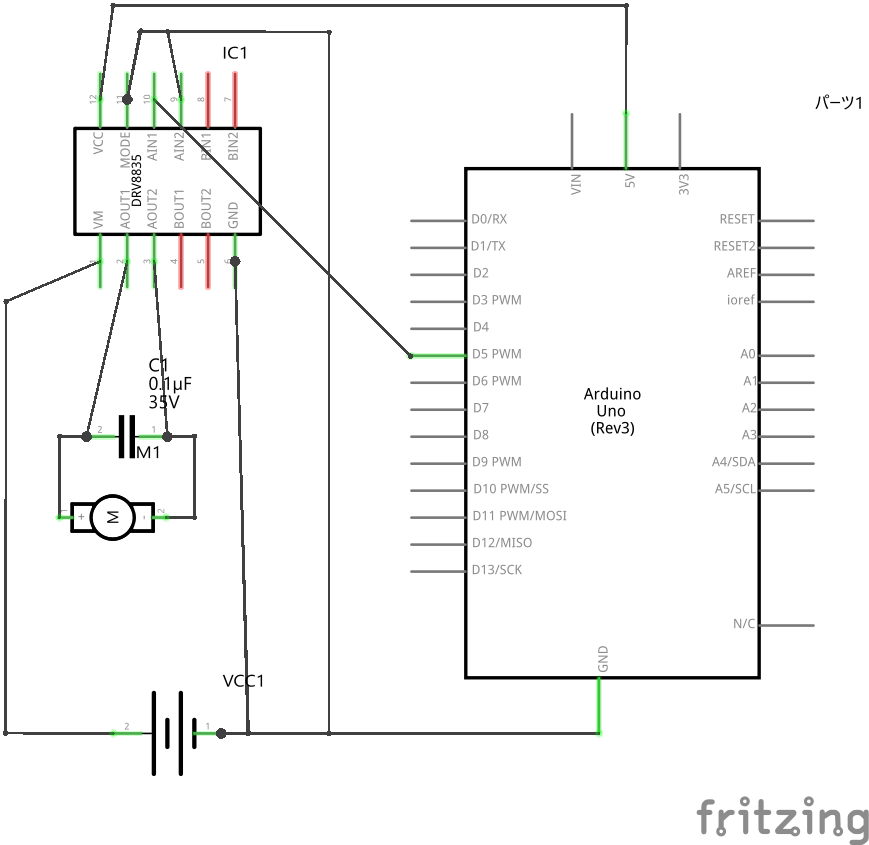 IC1
パーツ1
12
11
10
9
8
7
VCC
MODE
AIN1
AIN2
BIN1
BIN2
DRV8835
VM
AOUT1
AOUT2
BOUT1
BOUT2
GND
1
2
3
4
5
6
VIN
5V
3V3
D0/RX
D1/TX
D2
D3 PWM
D4
D5 PWM
D6 PWM
D7
D8
D9 PWM
D10 PWM/SS
D11 PWM/MOSI
D12/MISO
D13/SCK
RESET
RESET2
AREF
ioref
A0
A1
A2
A3
A4/SDA
A5/SCL
N/C
GND
Arduino
Uno
(Rev3)
C1
0.1µF
35V
2
1
M1
1
+
M
-
2
VCC1
2
1
fritzing